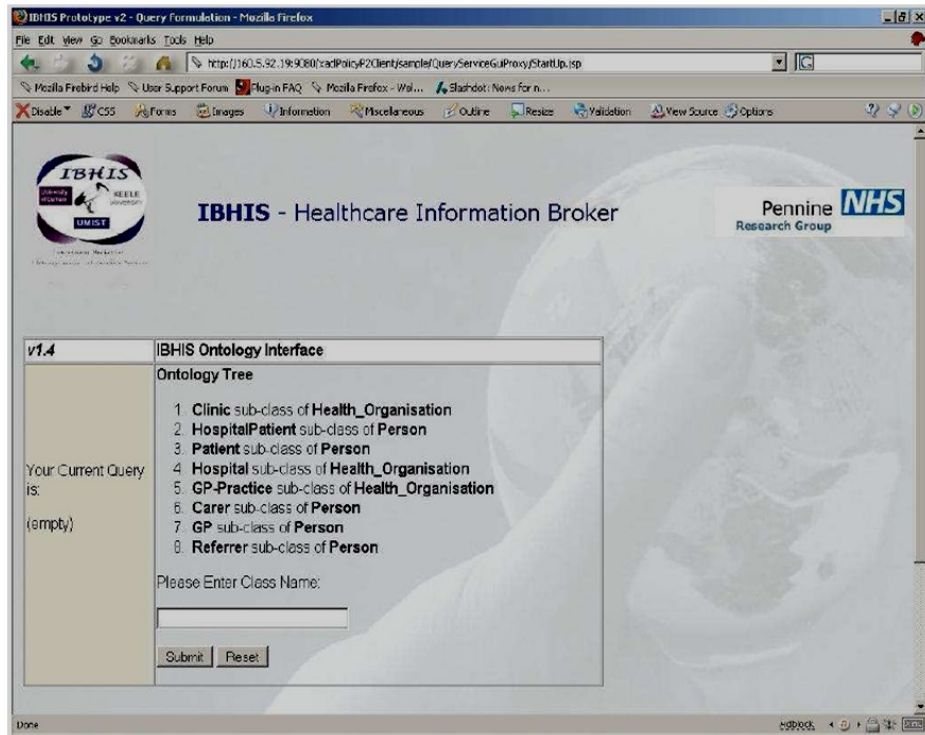 IBHIS Prototype v2 - Query Formulation - Mozilla Firefox
File Edit View Go Bookmarks Tools Help
http://160.5.92.19:9080/
StartUp.jsp
Mozilla Firebird Help User Support Forum Plug-in FAQ Mozilla Firefox - Wel... Slashdot: News for n...
Disable CSS Forms Images Information Miscellaneous Outline Resize Validation View Source Options
IBHIS
KEELE
UMIST
IBHIS - Healthcare Information Broker
Pennine NHS
Research Group
v1.4
IBHIS Ontology Interface
Ontology Tree
1. Clinic sub-class of Health_Organisation
2. HospitalPatient sub-class of Person
3. Patient sub-class of Person
4. Hospital sub-class of Health_Organisation
5. GP-Practice sub-class of Health_Organisation
6. Carer sub-class of Person
7. GP sub-class of Person
8. Referrer sub-class of Person
Your Current Query
is:
(empty)
Please Enter Class Name:
Submit Reset
Done
Adblock